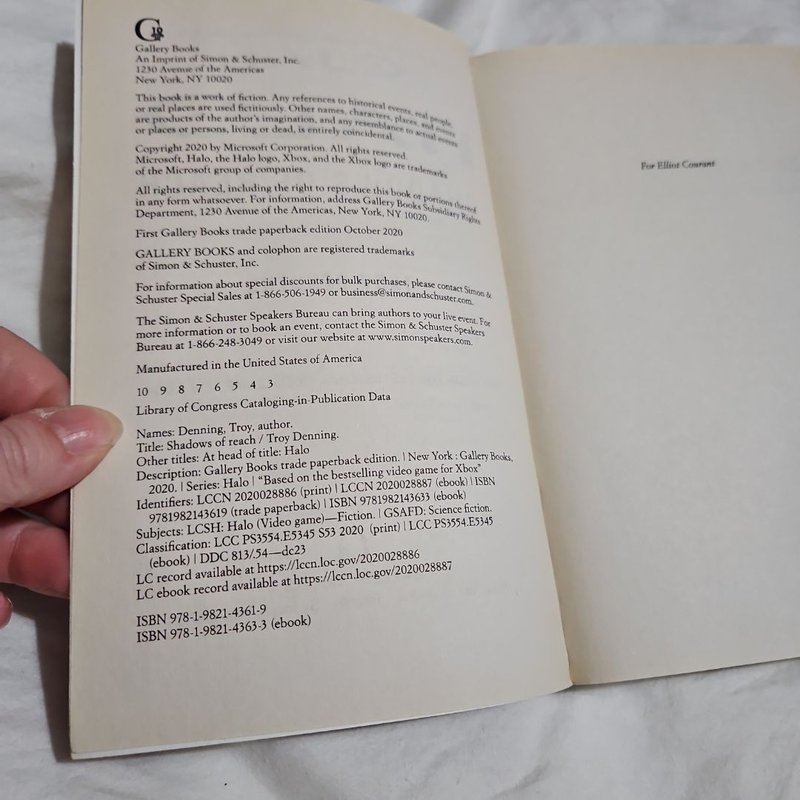 G
Gallery Books
An Imprint of Simon & Schuster, Inc.
1230 Avenue of the Americas
New York, NY 10020
This book is a work of fiction. Any references to historical events, real people,
or real places are used fictitiously. Other names, characters, places, and events
are products of the author's imagination, and any resemblance to actual events
or places or persons, living or dead, is entirely coincidental.
Copyright 2020 by Microsoft Corporation. All rights reserved.
Microsoft, Halo, the Halo logo, Xbox, and the Xbox logo are trademarks
of the Microsoft group of companies.
All rights reserved, including the right to reproduce this book or portions thereof
in any form whatsoever. For information, address Gallery Books Subsidiary Rights
Department, 1230 Avenue of the Americas, New York, NY 10020.
First Gallery Books trade paperback edition October 2020
GALLERY BOOKS and colophon are registered trademarks
of Simon & Schuster, Inc.
For information about special discounts for bulk purchases, please contact Simon &
Schuster Special Sales at 1-866-506-1949 or business@simonandschuster.com.
The Simon & Schuster Speakers Bureau can bring authors to your live event. For
more information or to book an event, contact the Simon & Schuster Speakers
Bureau at 1-866-248-3049 or visit our website at www.simonspeakers.com.
Manufactured in the United States of America
10 9 8 7 6 5 4 3
Library of Congress Cataloging-in-Publication Data
Names: Denning, Troy, author.
Title: Shadows of reach / Troy Denning.
Other titles: At head of title: Halo
Description: Gallery Books trade paperback edition. | New York : Gallery Books,
2020. | Series: Halo | "Based on the bestselling video game for Xbox"
Identifiers: LCCN 2020028886 (print) | LCCN 2020028887 (ebook) | ISBN
9781982143619 (trade paperback) | ISBN 9781982143633 (ebook)
Subjects: LCSH: Halo (Video game)—Fiction. | GSAFD: Science fiction.
Classification: LCC PS3554.E5345 S53 2020 (print) | LCC PS3554.E5345
(ebook) | DDC 813/.54—dc23
LC record available at https://lccn.loc.gov/2020028886
LC ebook record available at https://lccn.loc.gov/2020028887
ISBN 978-1-9821-4361-9
ISBN 978-1-9821-4363-3 (ebook)
For Elliot Courant